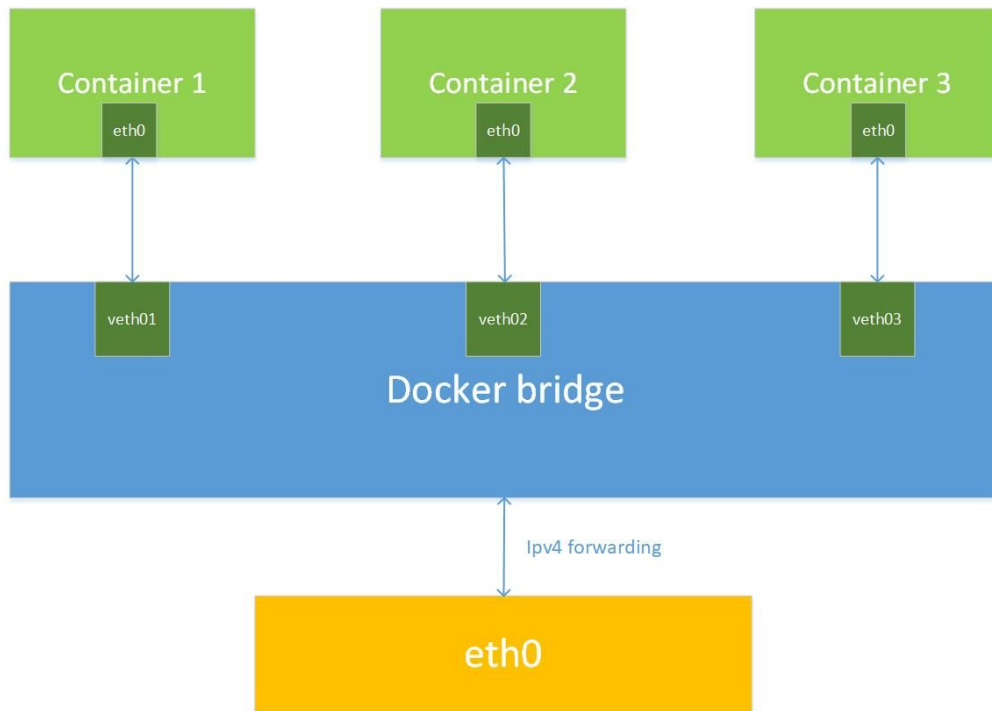 Container 1
Container 2
Container 3
eth0
eth0
eth0
veth01
veth02
veth03
Docker bridge
Ipv4 forwarding
eth0